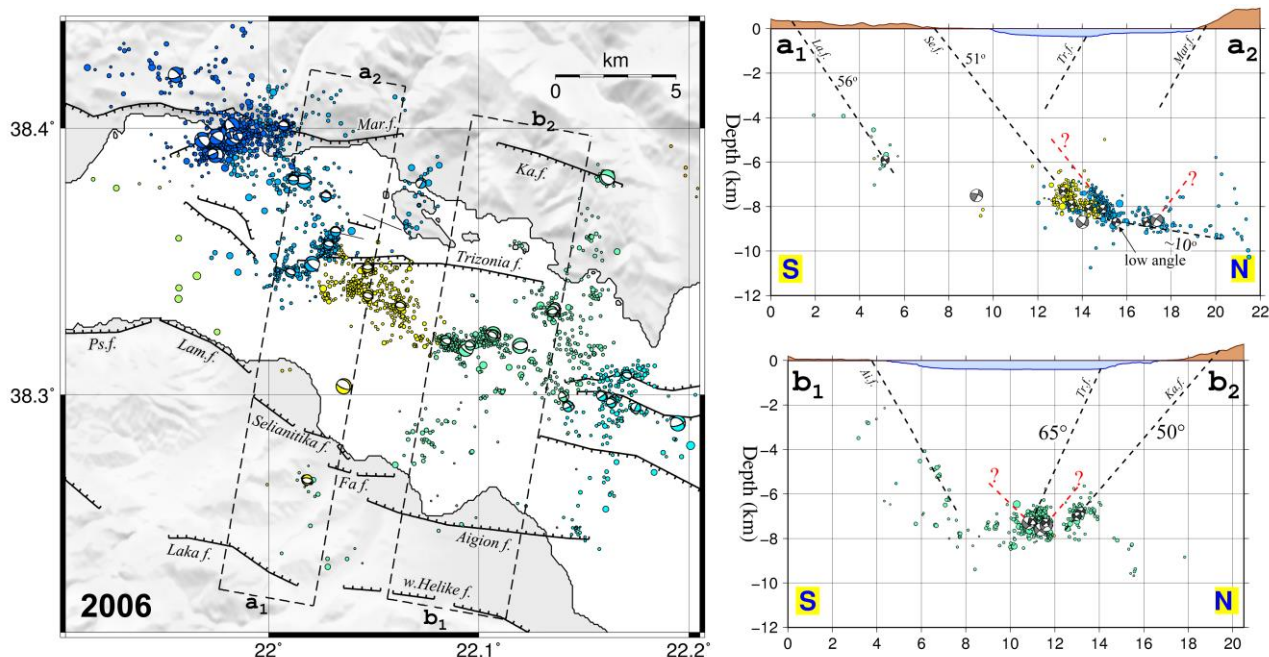 km
0 5
a₂
Mar.f.
b₂
Ka.f.
38.4°
Trizonia f.
Ps.f.
Lam.f.
38.3°
Selianitika f.
Fa f.
Aigion f.
Laka f.
w.Helike f.
2006
a₁
b₁
22° 22.1° 22.2°
a₁
a₂
La.f.
56°
Se.f.
51°
Tr.f.
Mar.f.
?
?
~10°
low angle
Depth (km)
0
−2
−4
−6
−8
−10
−12
S
N
0 2 4 6 8 10 12 14 16 18 20 22
b₁
b₂
Ai.f.
Tr.f.
Ka.f.
65°
50°
?
?
Depth (km)
0
−2
−4
−6
−8
−10
−12
S
N
0 2 4 6 8 10 12 14 16 18 20